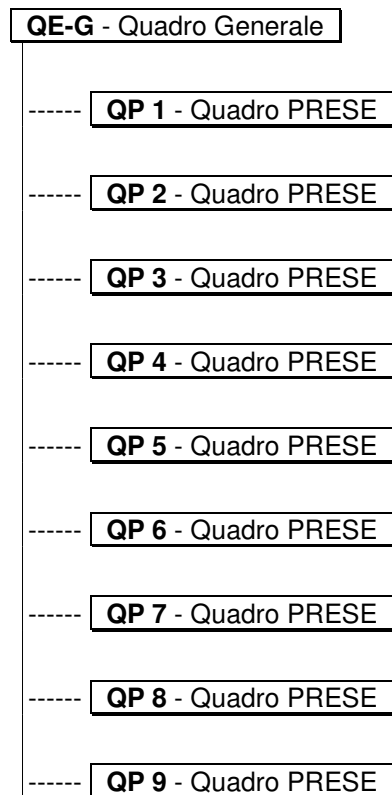 QE-G - Quadro Generale
------ QP 1 - Quadro PRESE
------ QP 2 - Quadro PRESE
------ QP 3 - Quadro PRESE
------ QP 4 - Quadro PRESE
------ QP 5 - Quadro PRESE
------ QP 6 - Quadro PRESE
------ QP 7 - Quadro PRESE
------ QP 8 - Quadro PRESE
------ QP 9 - Quadro PRESE